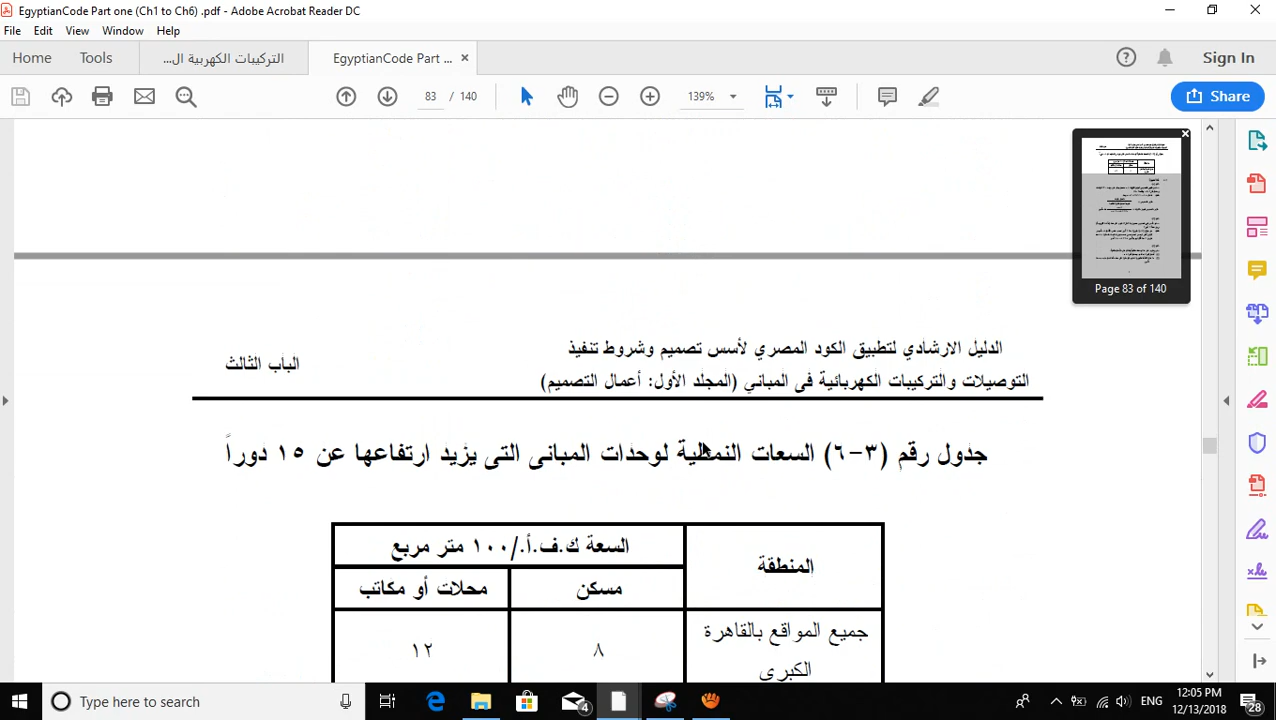 EgyptianCode Part one (Ch1 to Ch6) .pdf - Adobe Acrobat Reader DC
File Edit View Window Help
Home Tools التركيبات الكهربية ال... EgyptianCode Part ... Sign In
83 / 140 139% Share
Page 83 of 140
الدليل الارشادي لتطبيق الكود المصري لأسس تصميم وشروط تنفيذ
التوصيلات والتركيبات الكهربائية فى المباني (المجلد الأول: أعمال التصميم)
الباب الثالث
جدول رقم (٣-٦) السعات النمطية لوحدات المبانى التى يزيد ارتفاعها عن ١٥ دوراً
المنطقة
السعة ك.ف.أ./١٠٠ متر مربع
مسكن
محلات أو مكاتب
جميع المواقع بالقاهرة
الكبرى
٨
١٢
Type here to search
4
ENG
12:05 PM
12/13/2018
28